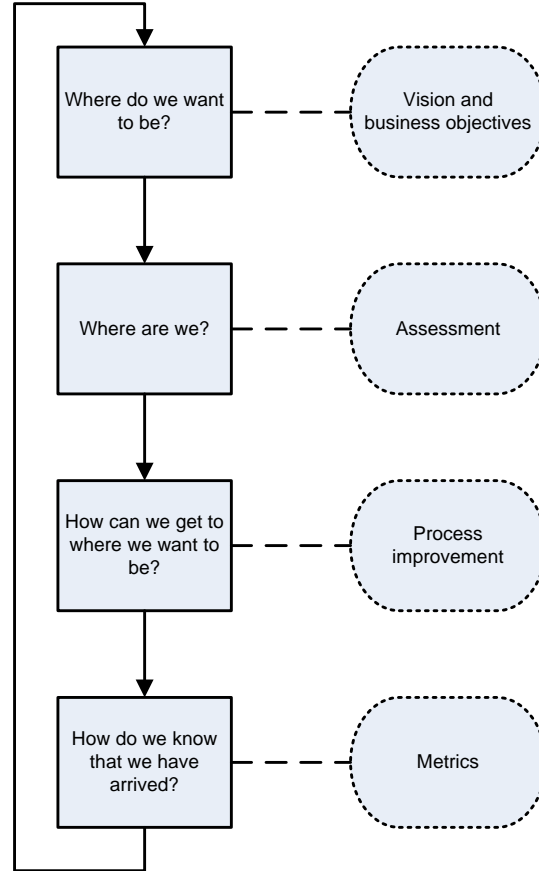 Where do we want
to be?
Vision and
business objectives
Where are we?
Assessment
How can we get to
where we want to
be?
Process
improvement
How do we know
that we have
arrived?
Metrics